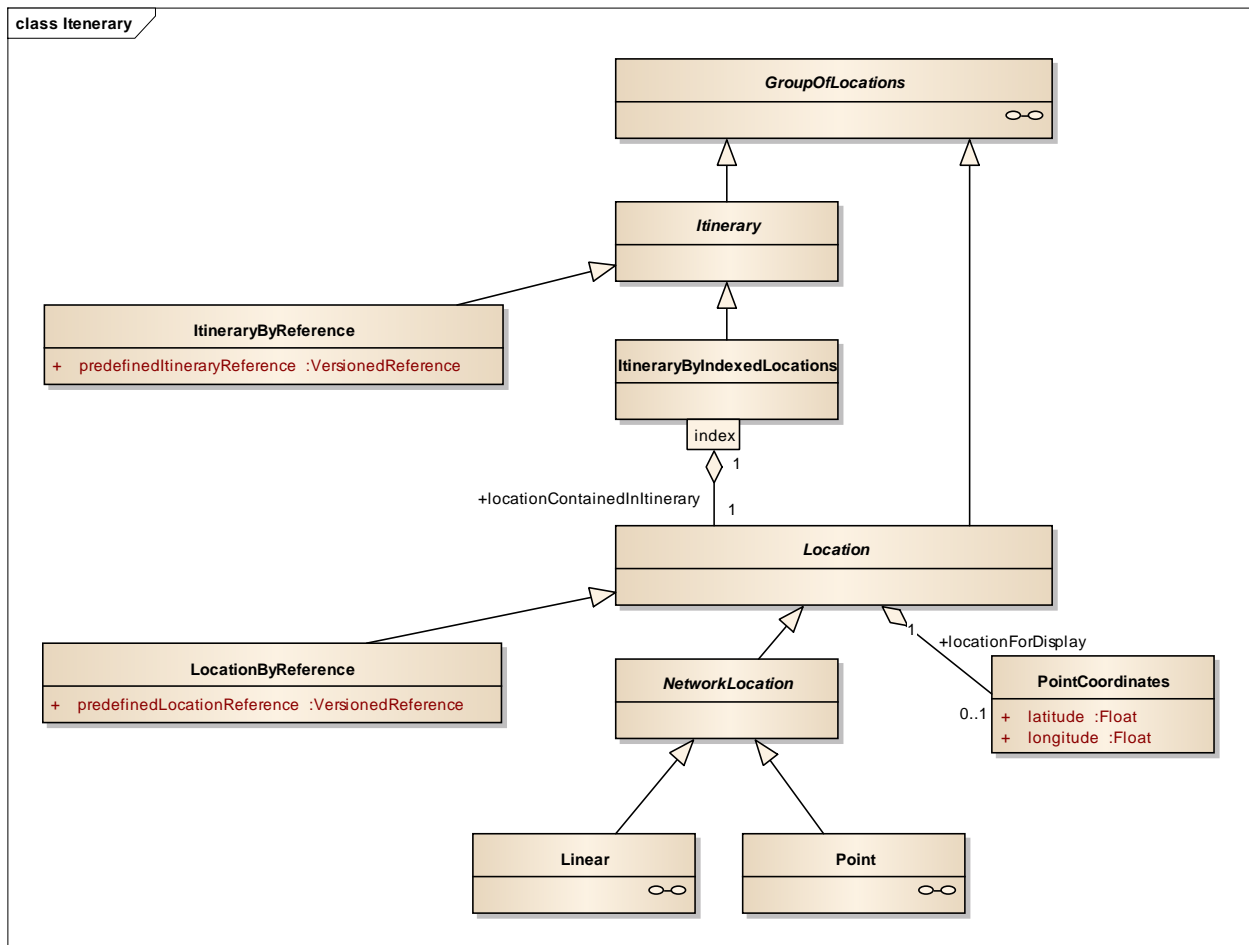 class Itenerary
GroupOfLocations
Itinerary
ItineraryByReference
+ predefinedItineraryReference :VersionedReference
ItineraryByIndexedLocations
index
1
+locationContainedInItinerary
1
Location
LocationByReference
+ predefinedLocationReference :VersionedReference
1
+locationForDisplay
NetworkLocation
PointCoordinates
0..1
+ latitude :Float
+ longitude :Float
Linear
Point